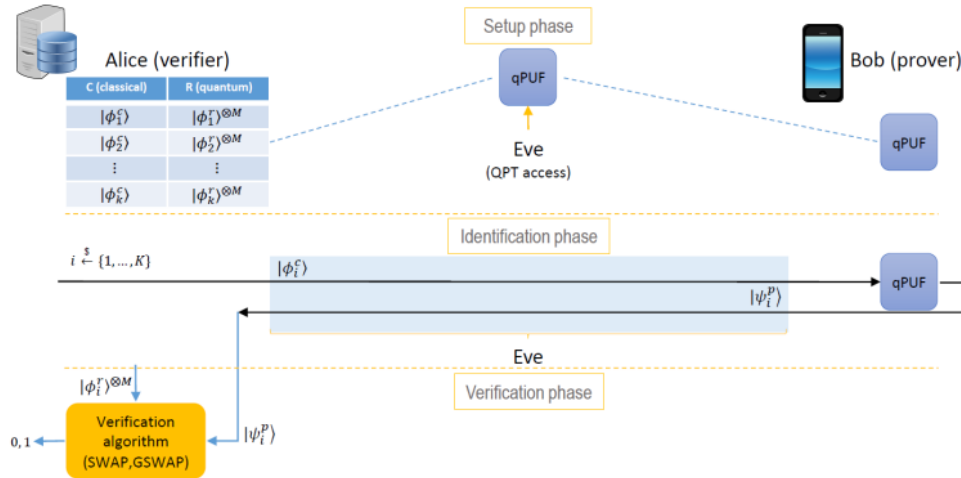 Setup phase
Alice (verifier)
Bob (prover)
C (classical) R (quantum)
|ϕ₁ᶜ⟩ |ϕ₁ʳ⟩^⊗M
|ϕ₂ᶜ⟩ |ϕ₂ʳ⟩^⊗M
⋮ ⋮
|ϕₖᶜ⟩ |ϕₖʳ⟩^⊗M
qPUF
Eve
(QPT access)
qPUF
Identification phase
i ←$ {1, …, K}
|ϕᵢᶜ⟩
qPUF
|ψᵢᵖ⟩
Eve
Verification phase
|ϕᵢʳ⟩^⊗M
Verification
algorithm
(SWAP,GSWAP)
|ψᵢᵖ⟩
0, 1